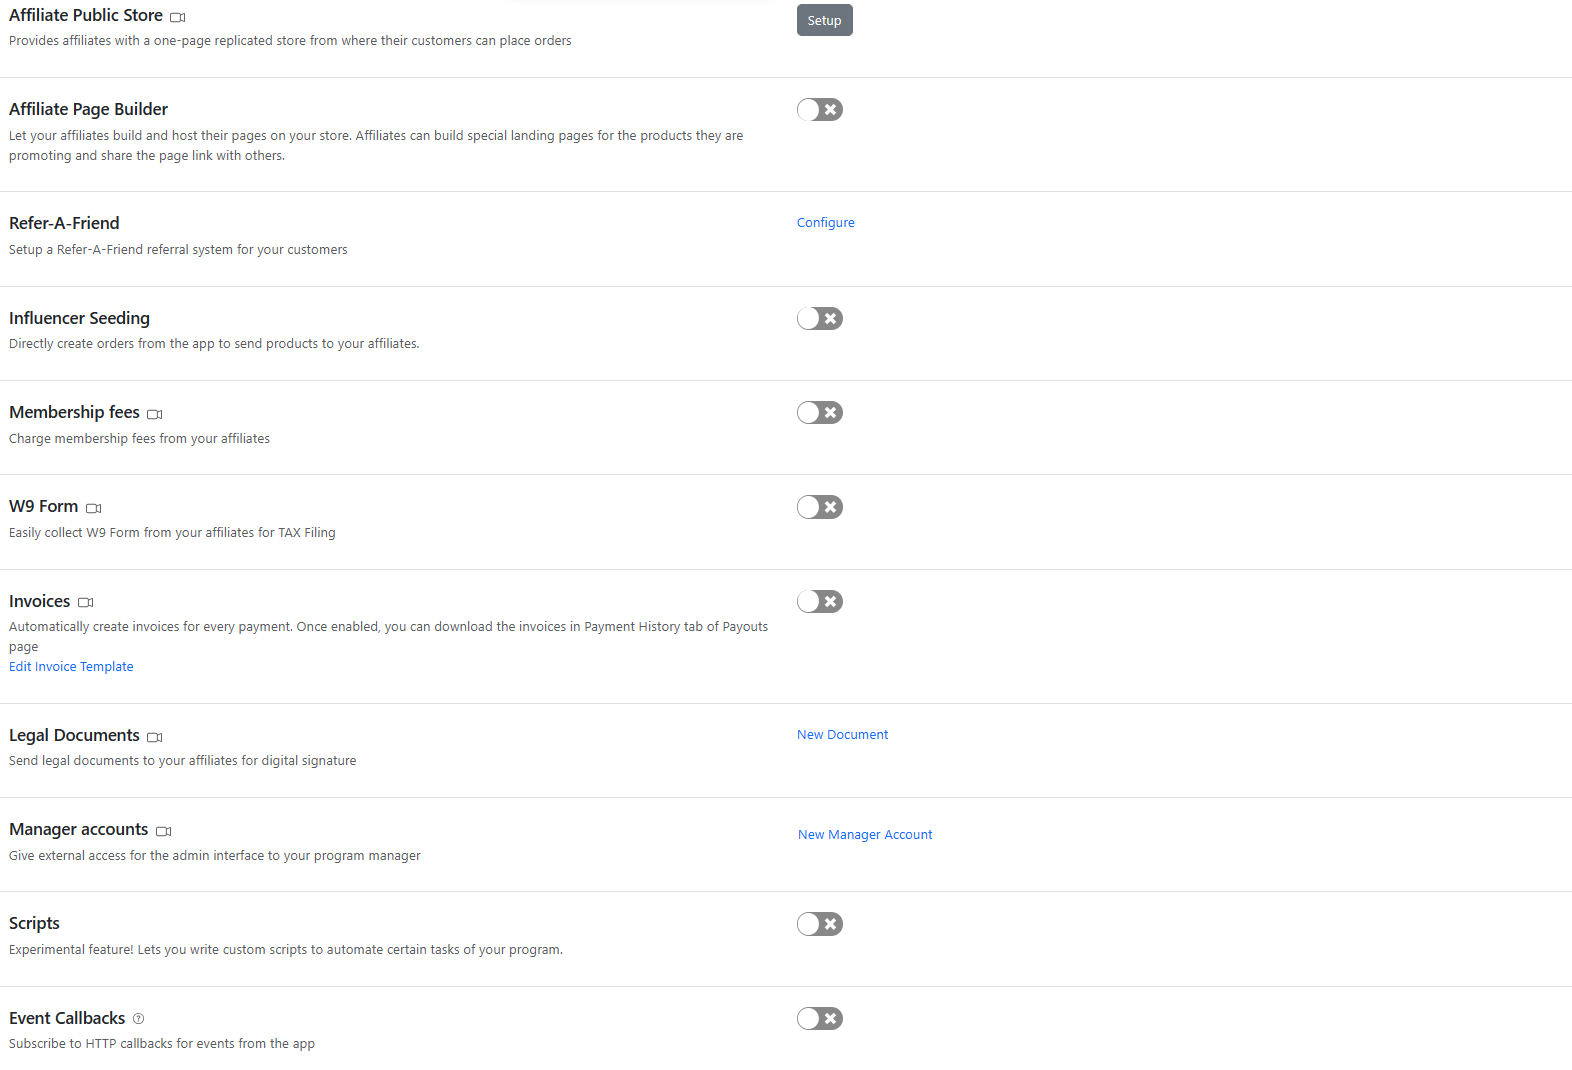 Affiliate Public Store
Setup
Provides affiliates with a one-page replicated store from where their customers can place orders
Affiliate Page Builder
Let your affiliates build and host their pages on your store. Affiliates can build special landing pages for the products they are
promoting and share the page link with others.
Refer-A-Friend
Configure
Setup a Refer-A-Friend referral system for your customers
Influencer Seeding
Directly create orders from the app to send products to your affiliates.
Membership fees
Charge membership fees from your affiliates
W9 Form
Easily collect W9 Form from your affiliates for TAX Filing
Invoices
Automatically create invoices for every payment. Once enabled, you can download the invoices in Payment History tab of Payouts
page
Edit Invoice Template
Legal Documents
New Document
Send legal documents to your affiliates for digital signature
Manager accounts
New Manager Account
Give external access for the admin interface to your program manager
Scripts
Experimental feature! Lets you write custom scripts to automate certain tasks of your program.
Event Callbacks
Subscribe to HTTP callbacks for events from the app